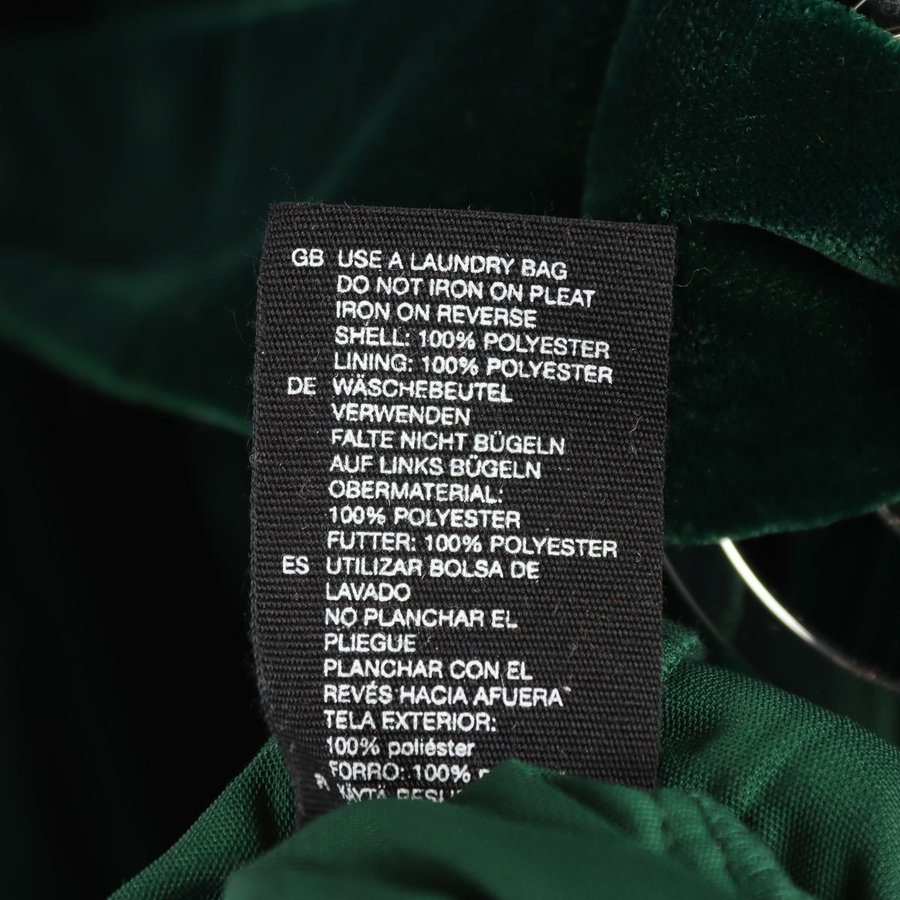 GB USE A LAUNDRY BAG
DO NOT IRON ON PLEAT
IRON ON REVERSE
SHELL: 100% POLYESTER
LINING: 100% POLYESTER
DE WÄSCHEBEUTEL
VERWENDEN
FALTE NICHT BÜGELN
AUF LINKS BÜGELN
OBERMATERIAL:
100% POLYESTER
FUTTER: 100% POLYESTER
ES UTILIZAR BOLSA DE
LAVADO
NO PLANCHAR EL
PLIEGUE
PLANCHAR CON EL
REVÉS HACIA AFUERA
TELA EXTERIOR:
100% poliéster
FORRO: 100%